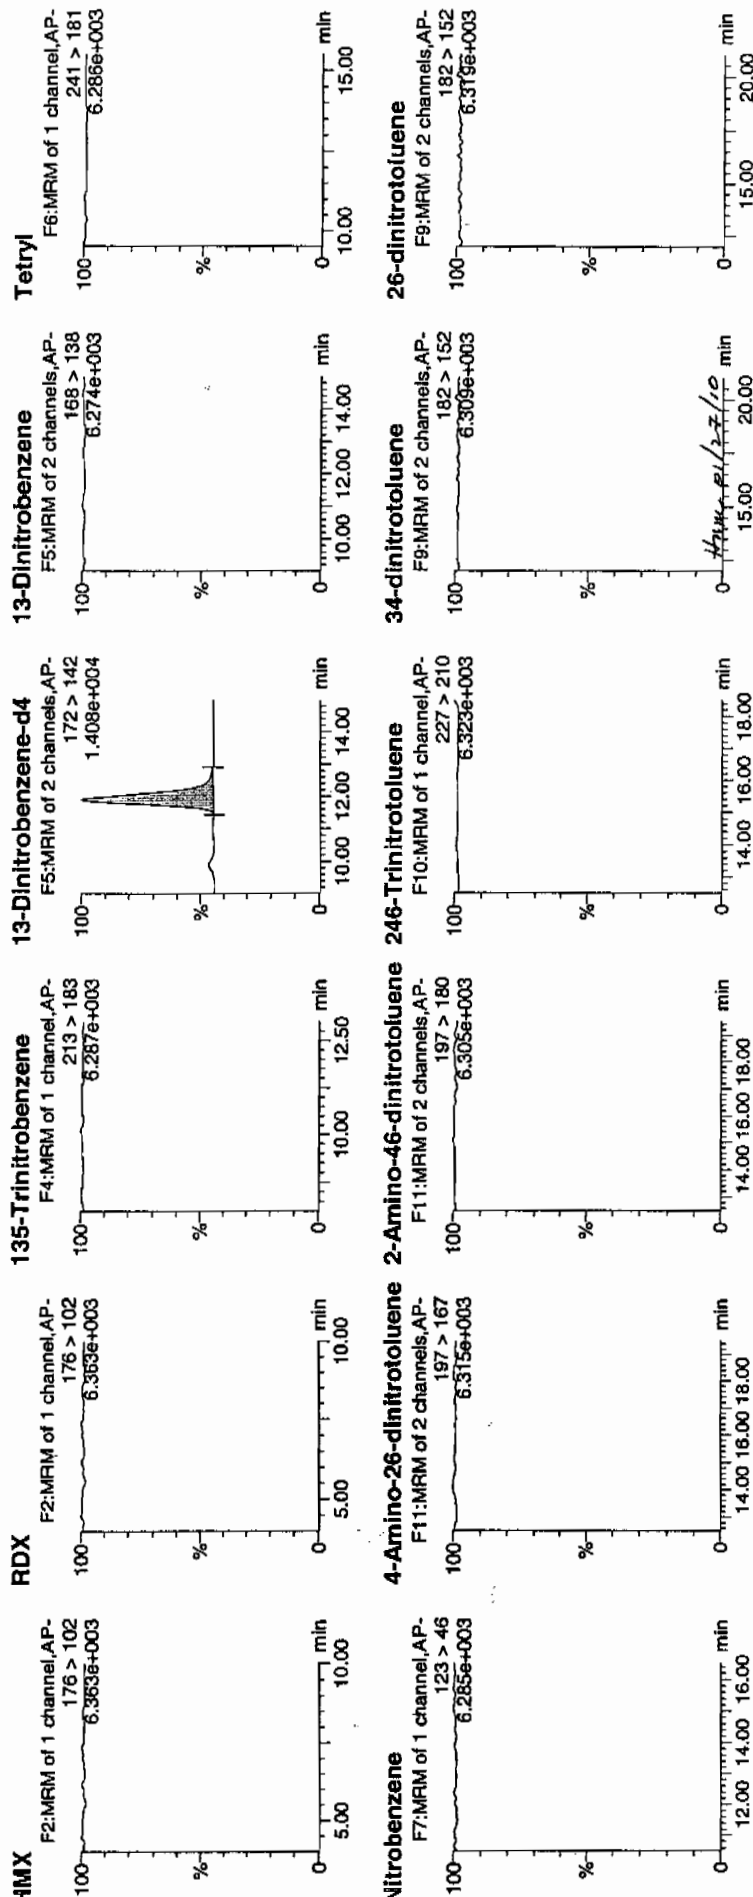 HMX
F2:MRM of 1 channel,AP-
176 > 102
6.363e+003
100
%
0
5.00
10.00
min
RDX
F2:MRM of 1 channel,AP-
176 > 102
6.363e+003
100
%
0
5.00
10.00
min
135-Trinitrobenzene
F4:MRM of 1 channel,AP-
213 > 183
6.287e+003
100
%
0
10.00
12.50
min
13-Dinitrobenzene-d4
F5:MRM of 2 channels,AP-
172 > 142
1.408e+004
100
%
0
10.00
12.00
14.00
min
13-Dinitrobenzene
F5:MRM of 2 channels,AP-
168 > 138
6.274e+003
100
%
0
10.00
12.00
14.00
min
Tetryl
F6:MRM of 1 channel,AP-
241 > 181
6.286e+003
100
%
0
10.00
15.00
min
Nitrobenzene
F7:MRM of 1 channel,AP-
123 > 46
6.285e+003
100
%
0
12.00
14.00
16.00
min
4-Amino-26-dinitrotoluene
F11:MRM of 2 channels,AP-
197 > 167
6.315e+003
100
%
0
14.00
16.00
18.00
min
2-Amino-46-dinitrotoluene
F11:MRM of 2 channels,AP-
197 > 180
6.305e+003
100
%
0
14.00
16.00
18.00
min
246-Trinitrotoluene
F10:MRM of 1 channel,AP-
227 > 210
6.323e+003
100
%
0
14.00
16.00
18.00
min
34-dinitrotoluene
F9:MRM of 2 channels,AP-
182 > 152
6.309e+003
100
%
0
15.00
20.00
min
26-dinitrotoluene
F9:MRM of 2 channels,AP-
182 > 152
6.319e+003
100
%
0
15.00
20.00
min